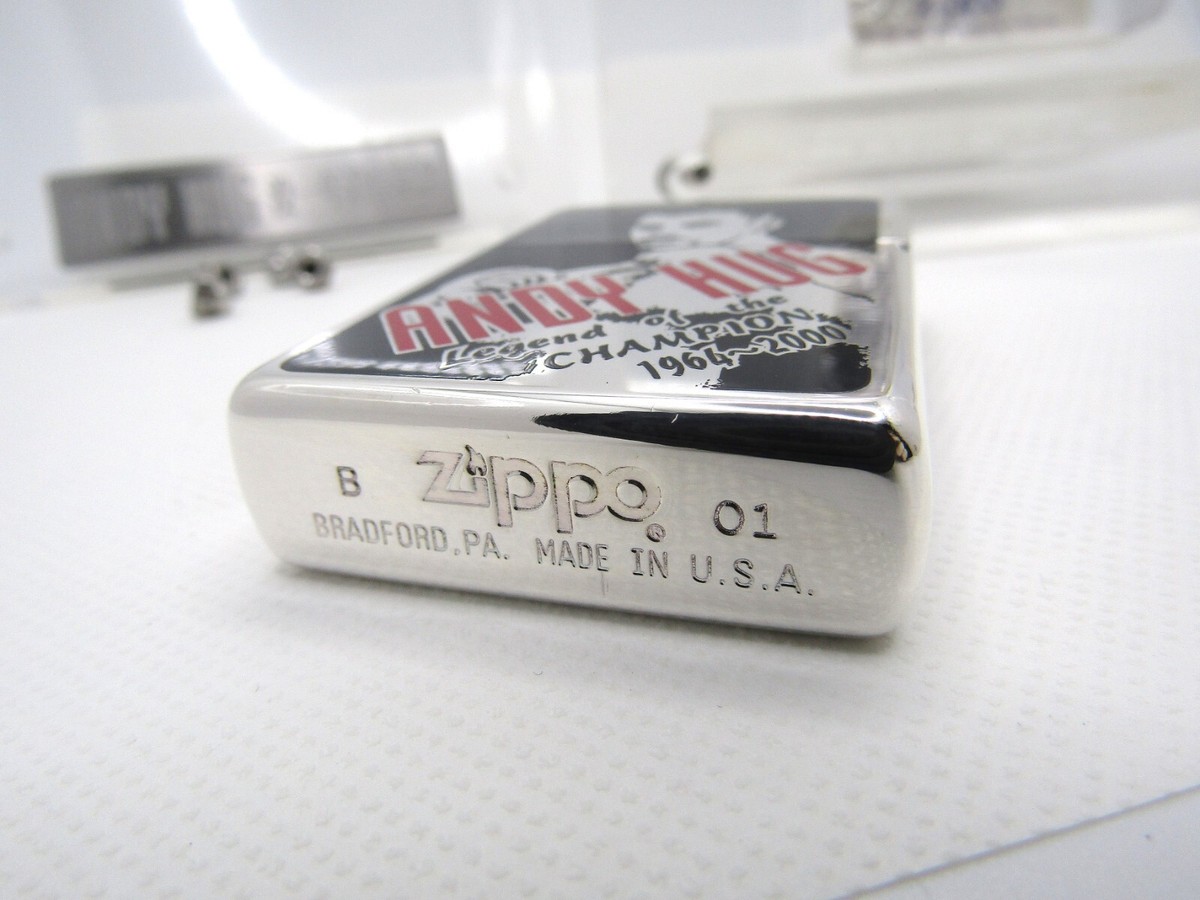 ANDY HUG
Legend of the
CHAMPION
1964~2000
B Zippo® 01
BRADFORD, PA. MADE IN U.S.A.